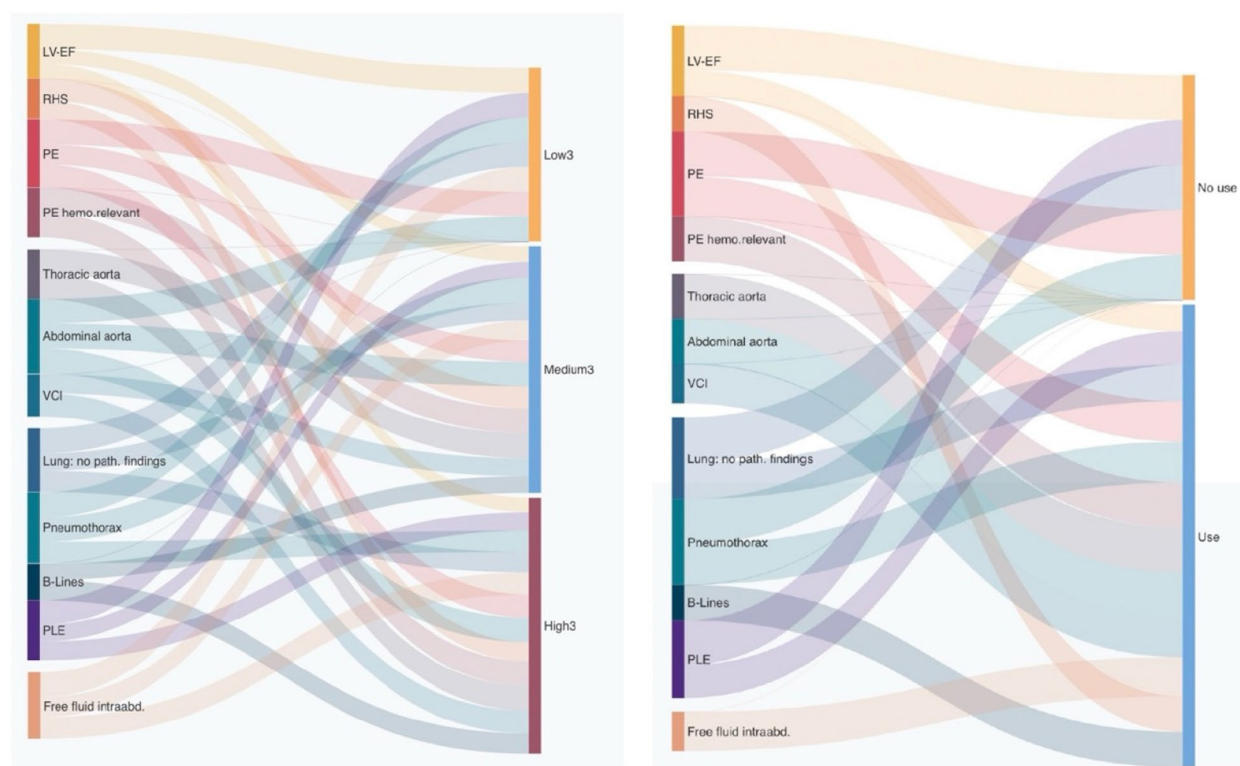 LV-EF
RHS
PE
PE hemo.relevant
Thoracic aorta
Abdominal aorta
VCI
Lung: no path. findings
Pneumothorax
B-Lines
PLE
Free fluid intraabd.
Low3
Medium3
High3
LV-EF
RHS
PE
PE hemo.relevant
Thoracic aorta
Abdominal aorta
VCI
Lung: no path. findings
Pneumothorax
B-Lines
PLE
Free fluid intraabd.
No use
Use